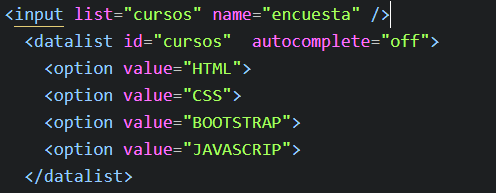 <input list="cursos" name="encuesta" />
<datalist id="cursos"  autocomplete="off">
<option value="HTML">
<option value="CSS">
<option value="BOOTSTRAP">
<option value="JAVASCRIP">
</datalist>